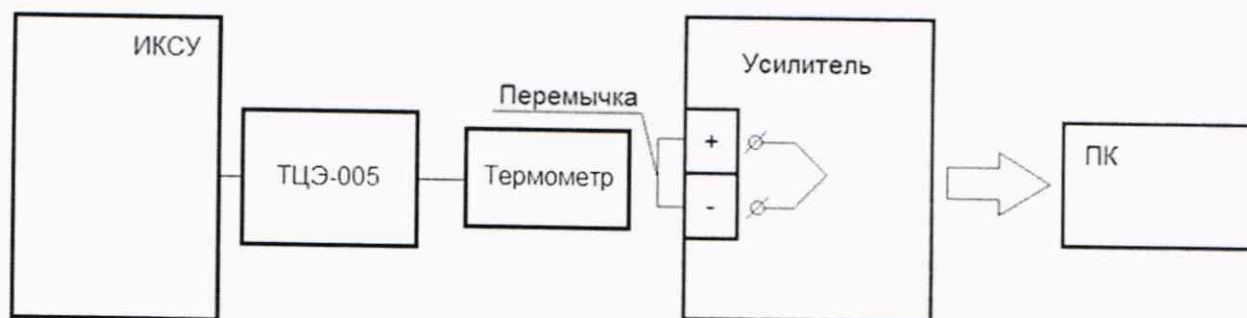 ИКСУ
ТЦЭ-005
Термометр
Перемычка
Усилитель
+
-
ПК